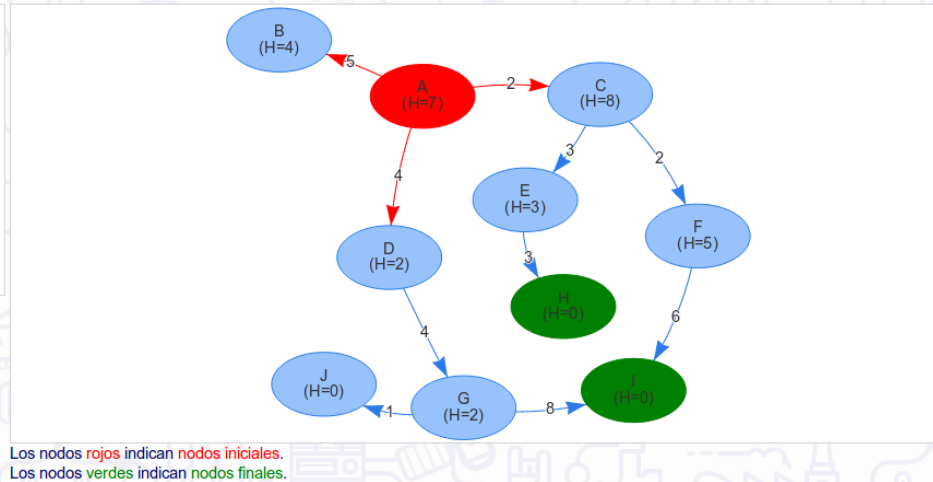 B
(H=4)
5
A
(H=7)
2
C
(H=8)
3
2
4
E
(H=3)
F
(H=5)
D
(H=2)
3
H
(H=0)
6
4
J
(H=0)
I
(H=0)
G
(H=2)
1
8
Los nodos rojos indican nodos iniciales.
Los nodos verdes indican nodos finales.